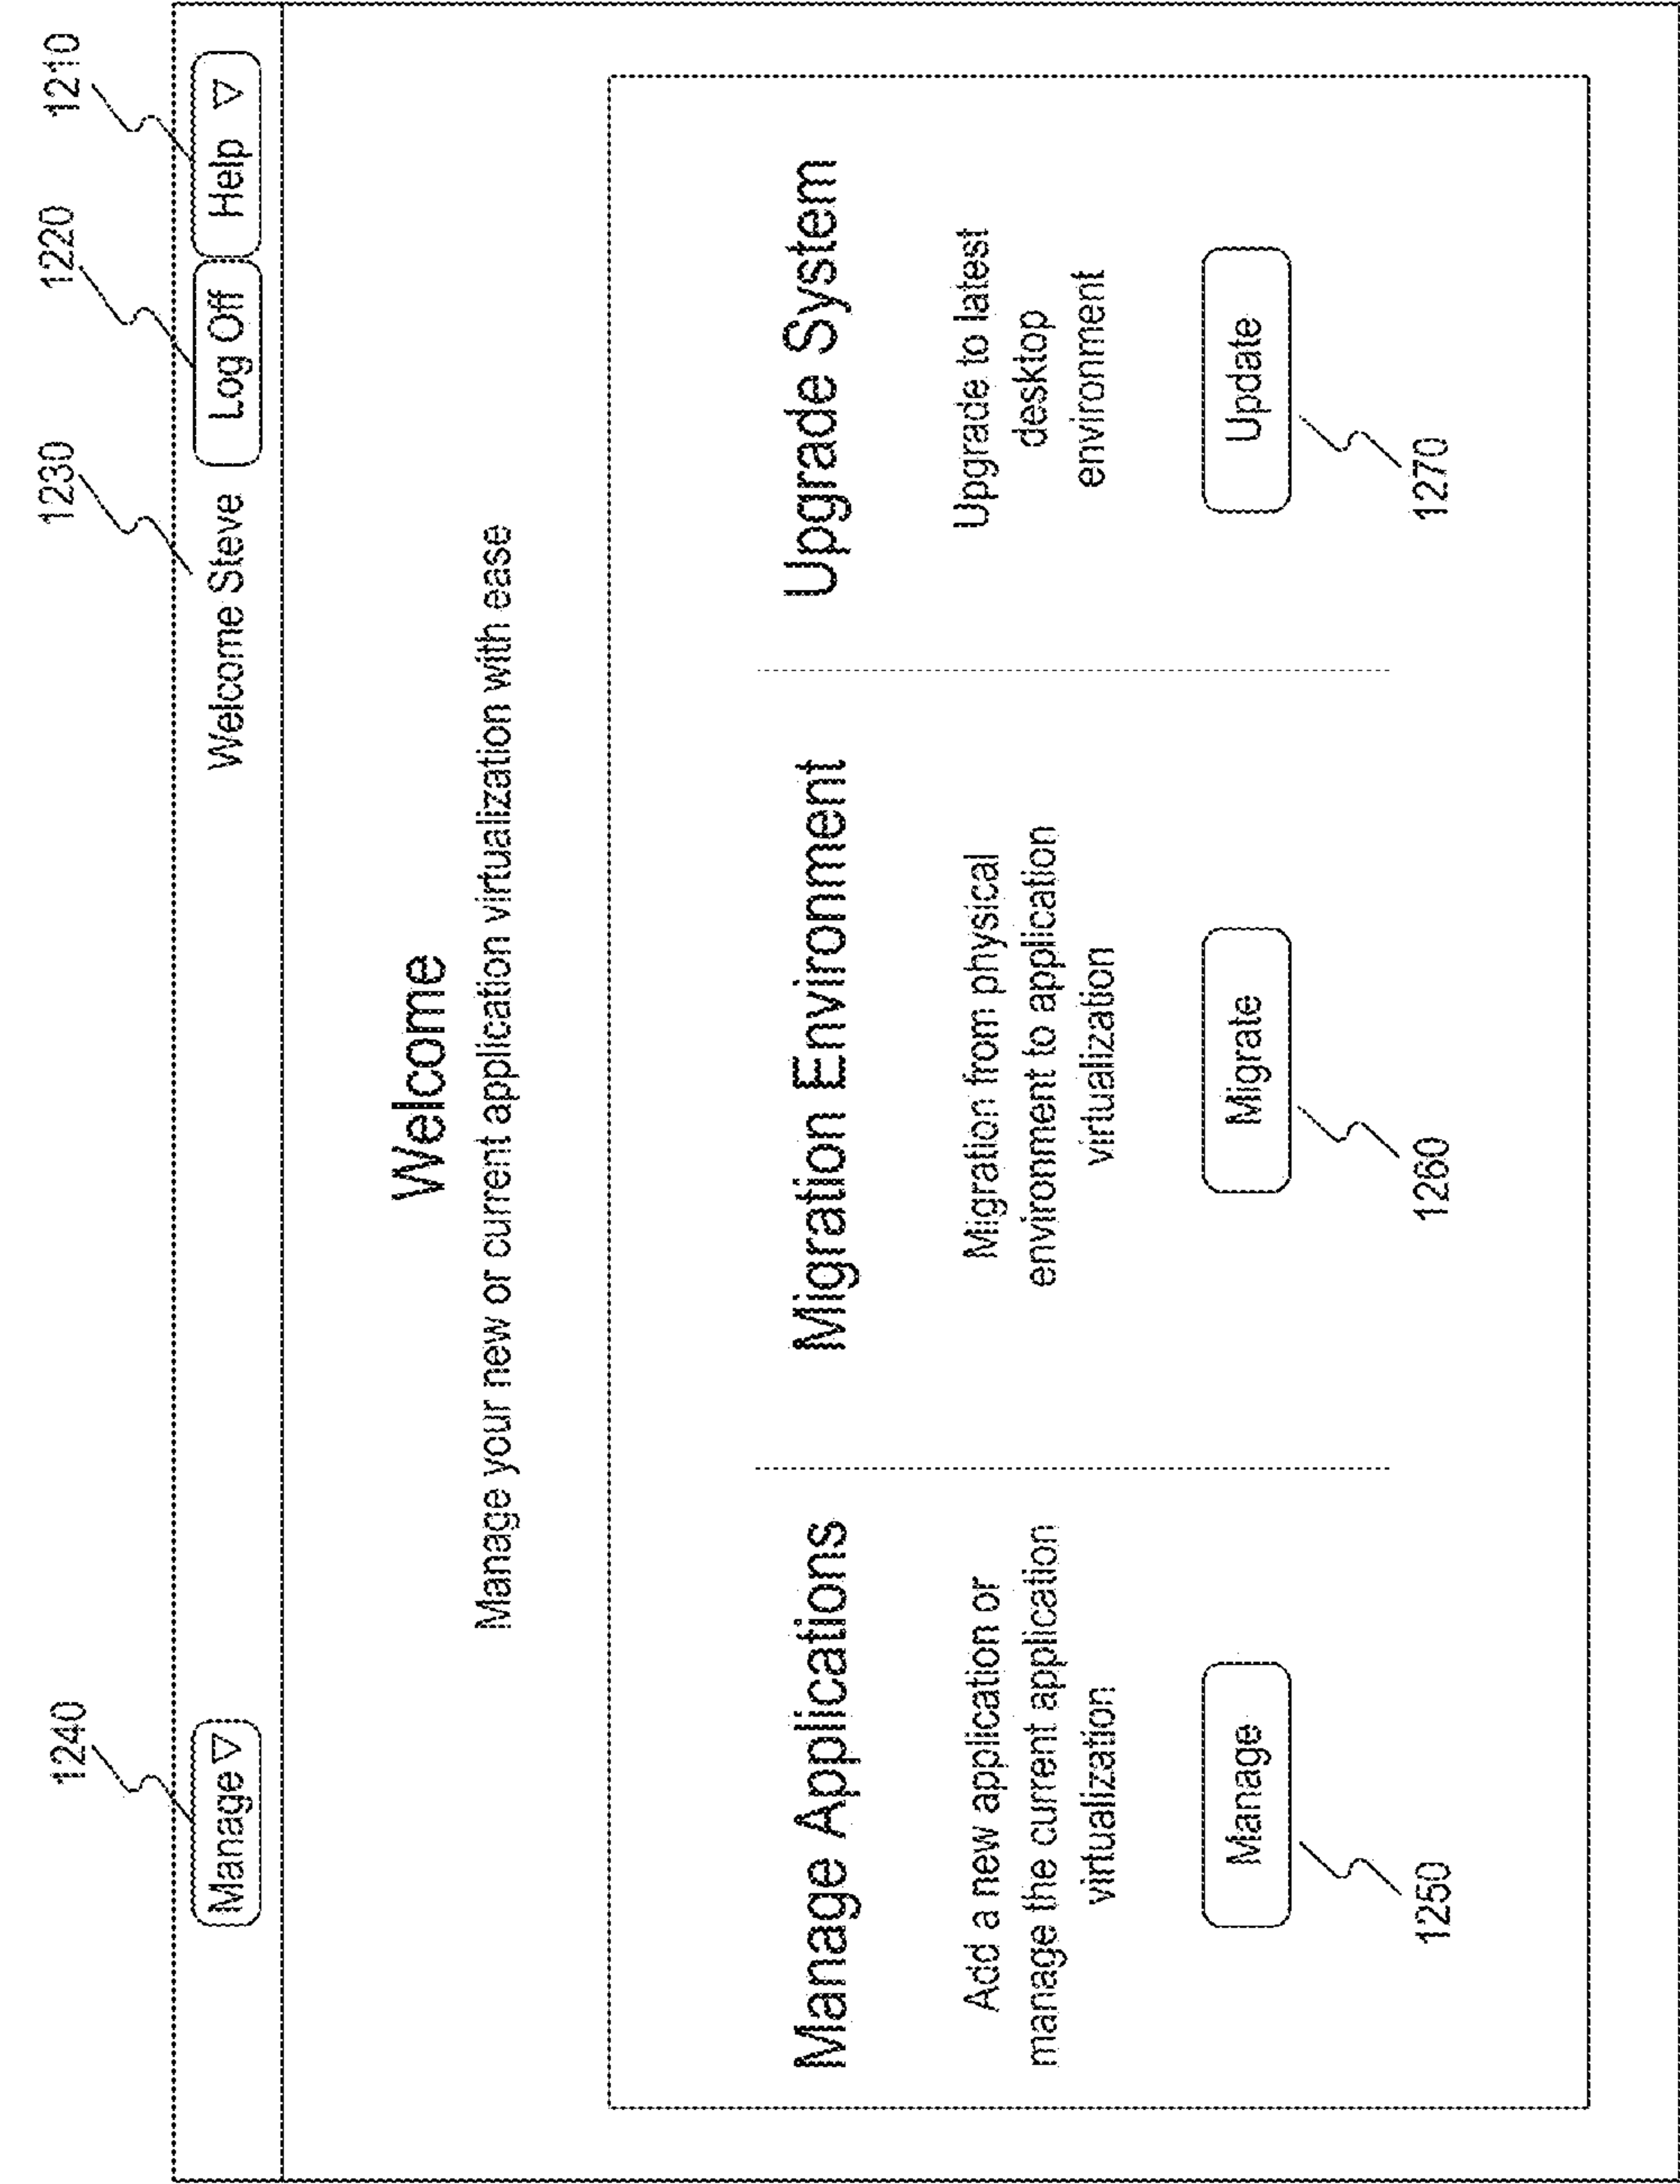 1240
1230
1220
1210
Manage ▽
Welcome Steve
Log Off
Help ▽
Welcome
Manage your new or current application virtualization with ease
Manage Applications
Add a new application or
manage the current application
virtualization
Manage
1250
Migration Environment
Migration from physical
environment to application
virtualization
Migrate
1260
Upgrade System
Upgrade to latest
desktop
environment
Update
1270